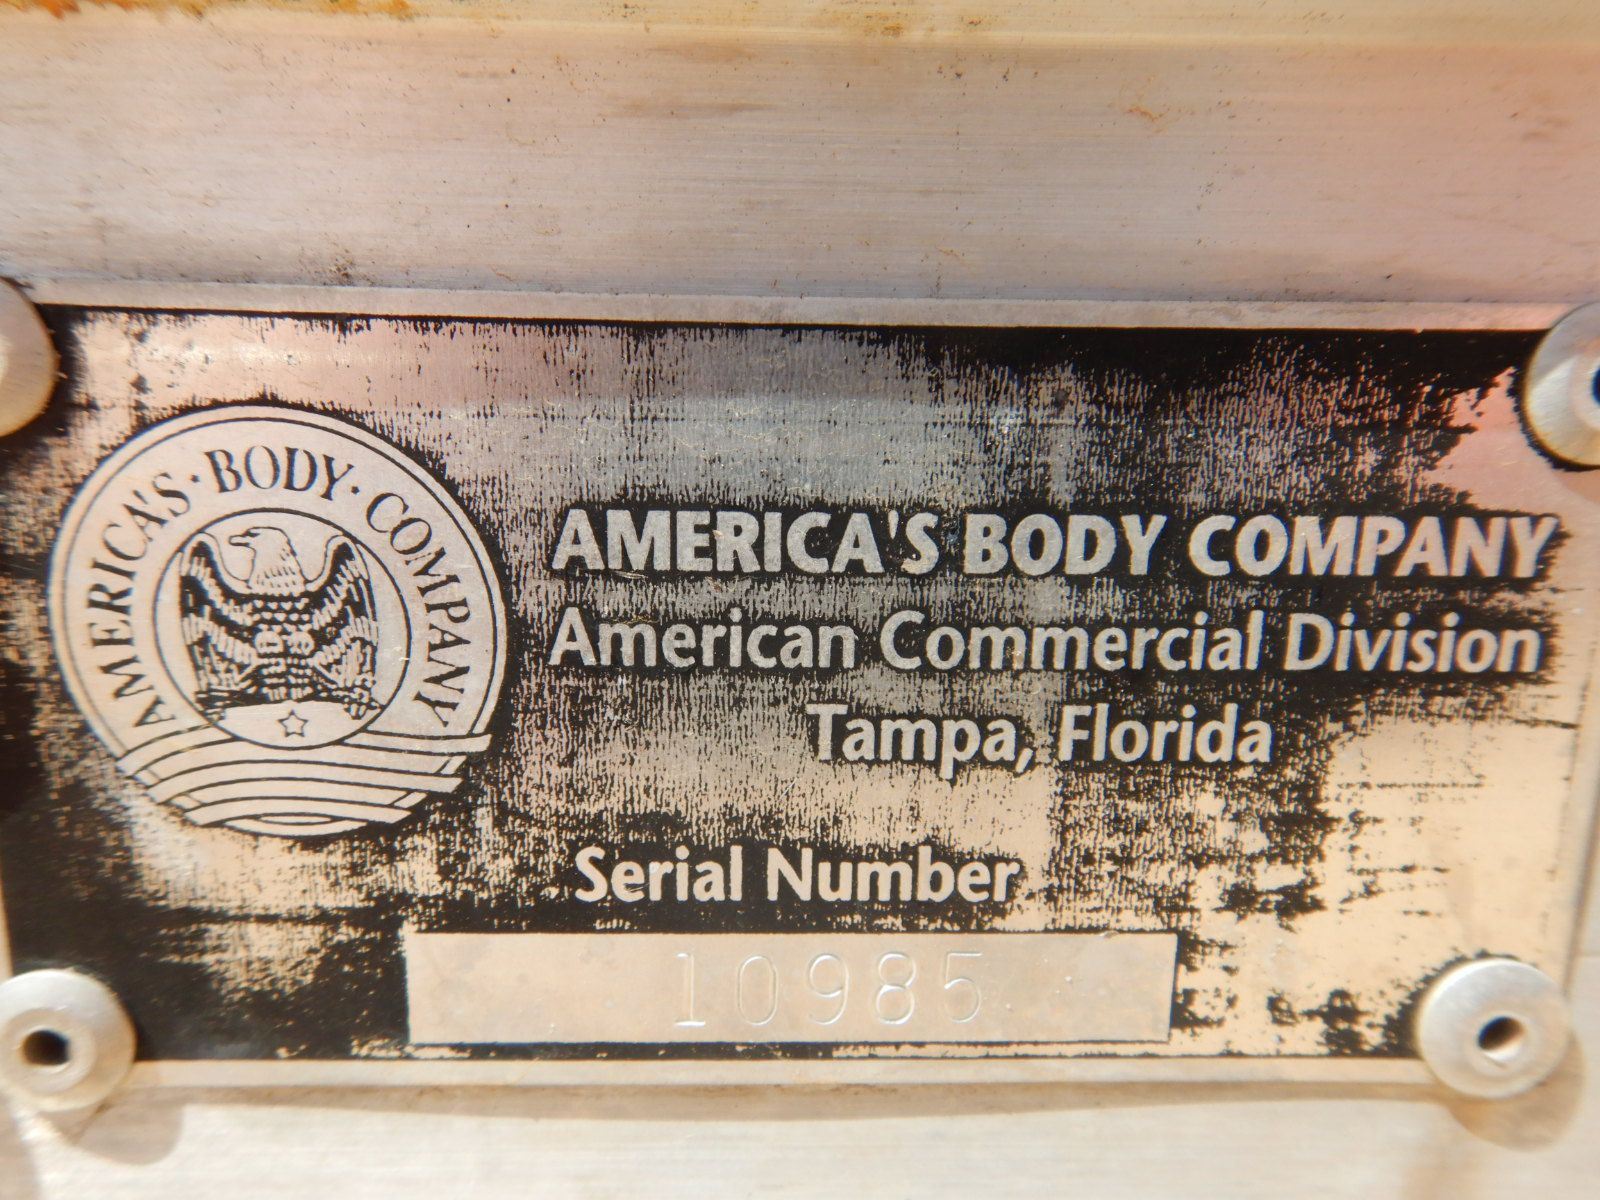 AMERICA'S · BODY · COMPANY
AMERICA'S BODY COMPANY
American Commercial Division
Tampa, Florida
Serial Number
10985